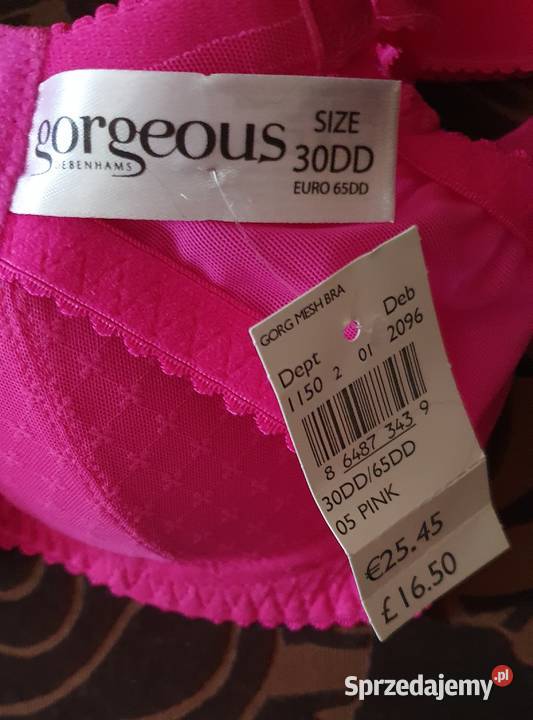 gorgeous
DEBENHAMS
SIZE
30DD
EURO 65DD
GORG MESH BRA
Dept Deb
1150 2 01 2096
8 6487 343 9
30DD/65DD
05 PINK
€25.45
£16.50
Sprzedajemy.pl